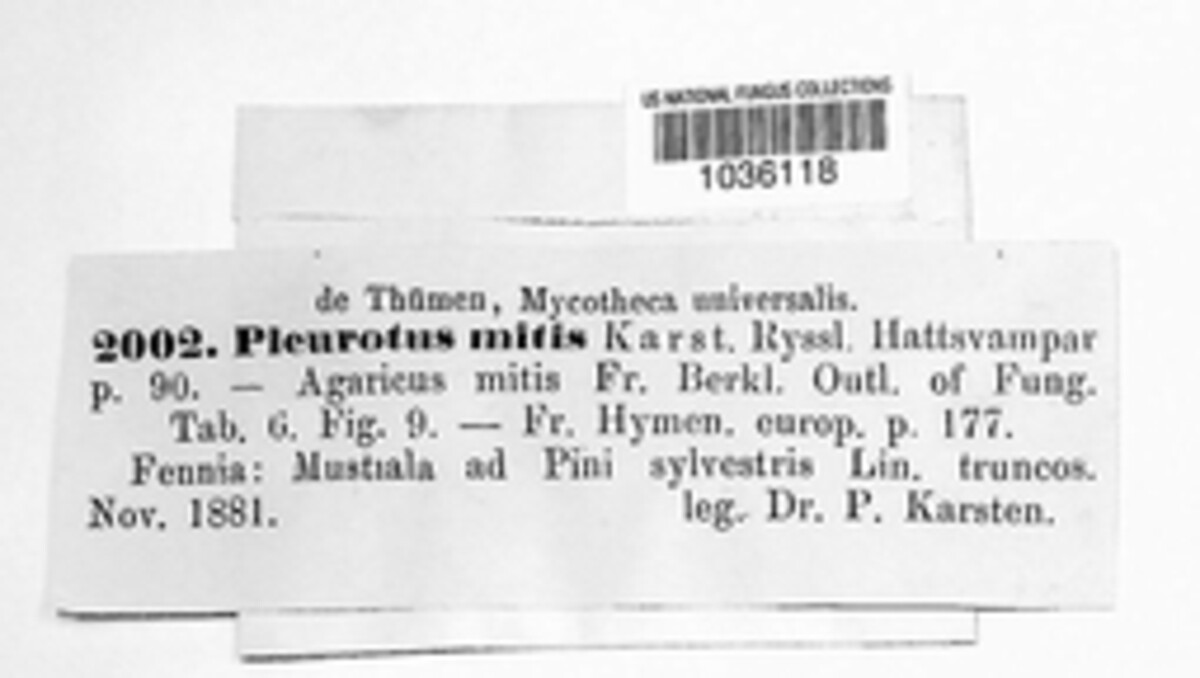 US NATIONAL FUNGUS COLLECTIONS
1036118
de Thümen, Mycotheca universalis.
2002. Pleurotus mitis Karst. Ryssl. Hattsvampar
p. 90. — Agaricus mitis Fr. Berkl. Outl. of Fung.
Tab. 6. Fig. 9. — Fr. Hymen. europ. p. 177.
Fennia: Mustiala ad Pini sylvestris Lin. truncos.
Nov. 1881. leg. Dr. P. Karsten.